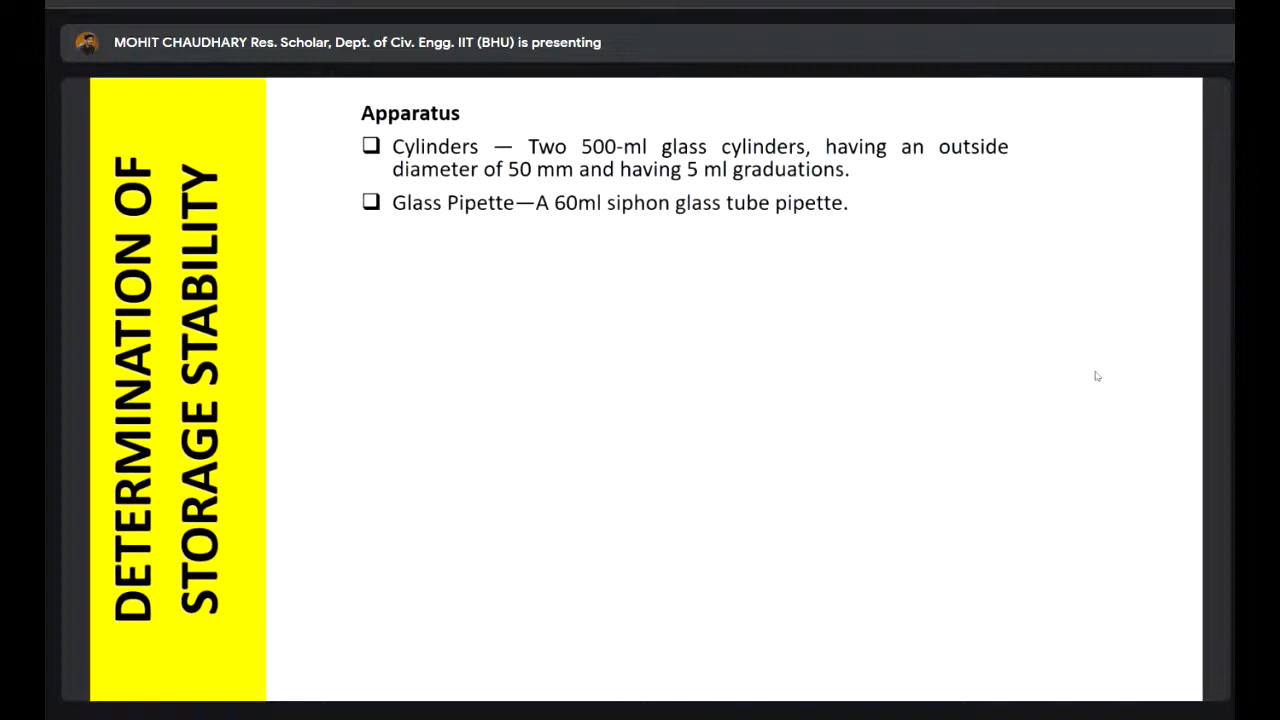 MOHIT CHAUDHARY Res. Scholar, Dept. of Civ. Engg. IIT (BHU) is presenting
DETERMINATION OF
STORAGE STABILITY
Apparatus
❑ Cylinders — Two 500-ml glass cylinders, having an outside
diameter of 50 mm and having 5 ml graduations.
❑ Glass Pipette—A 60ml siphon glass tube pipette.